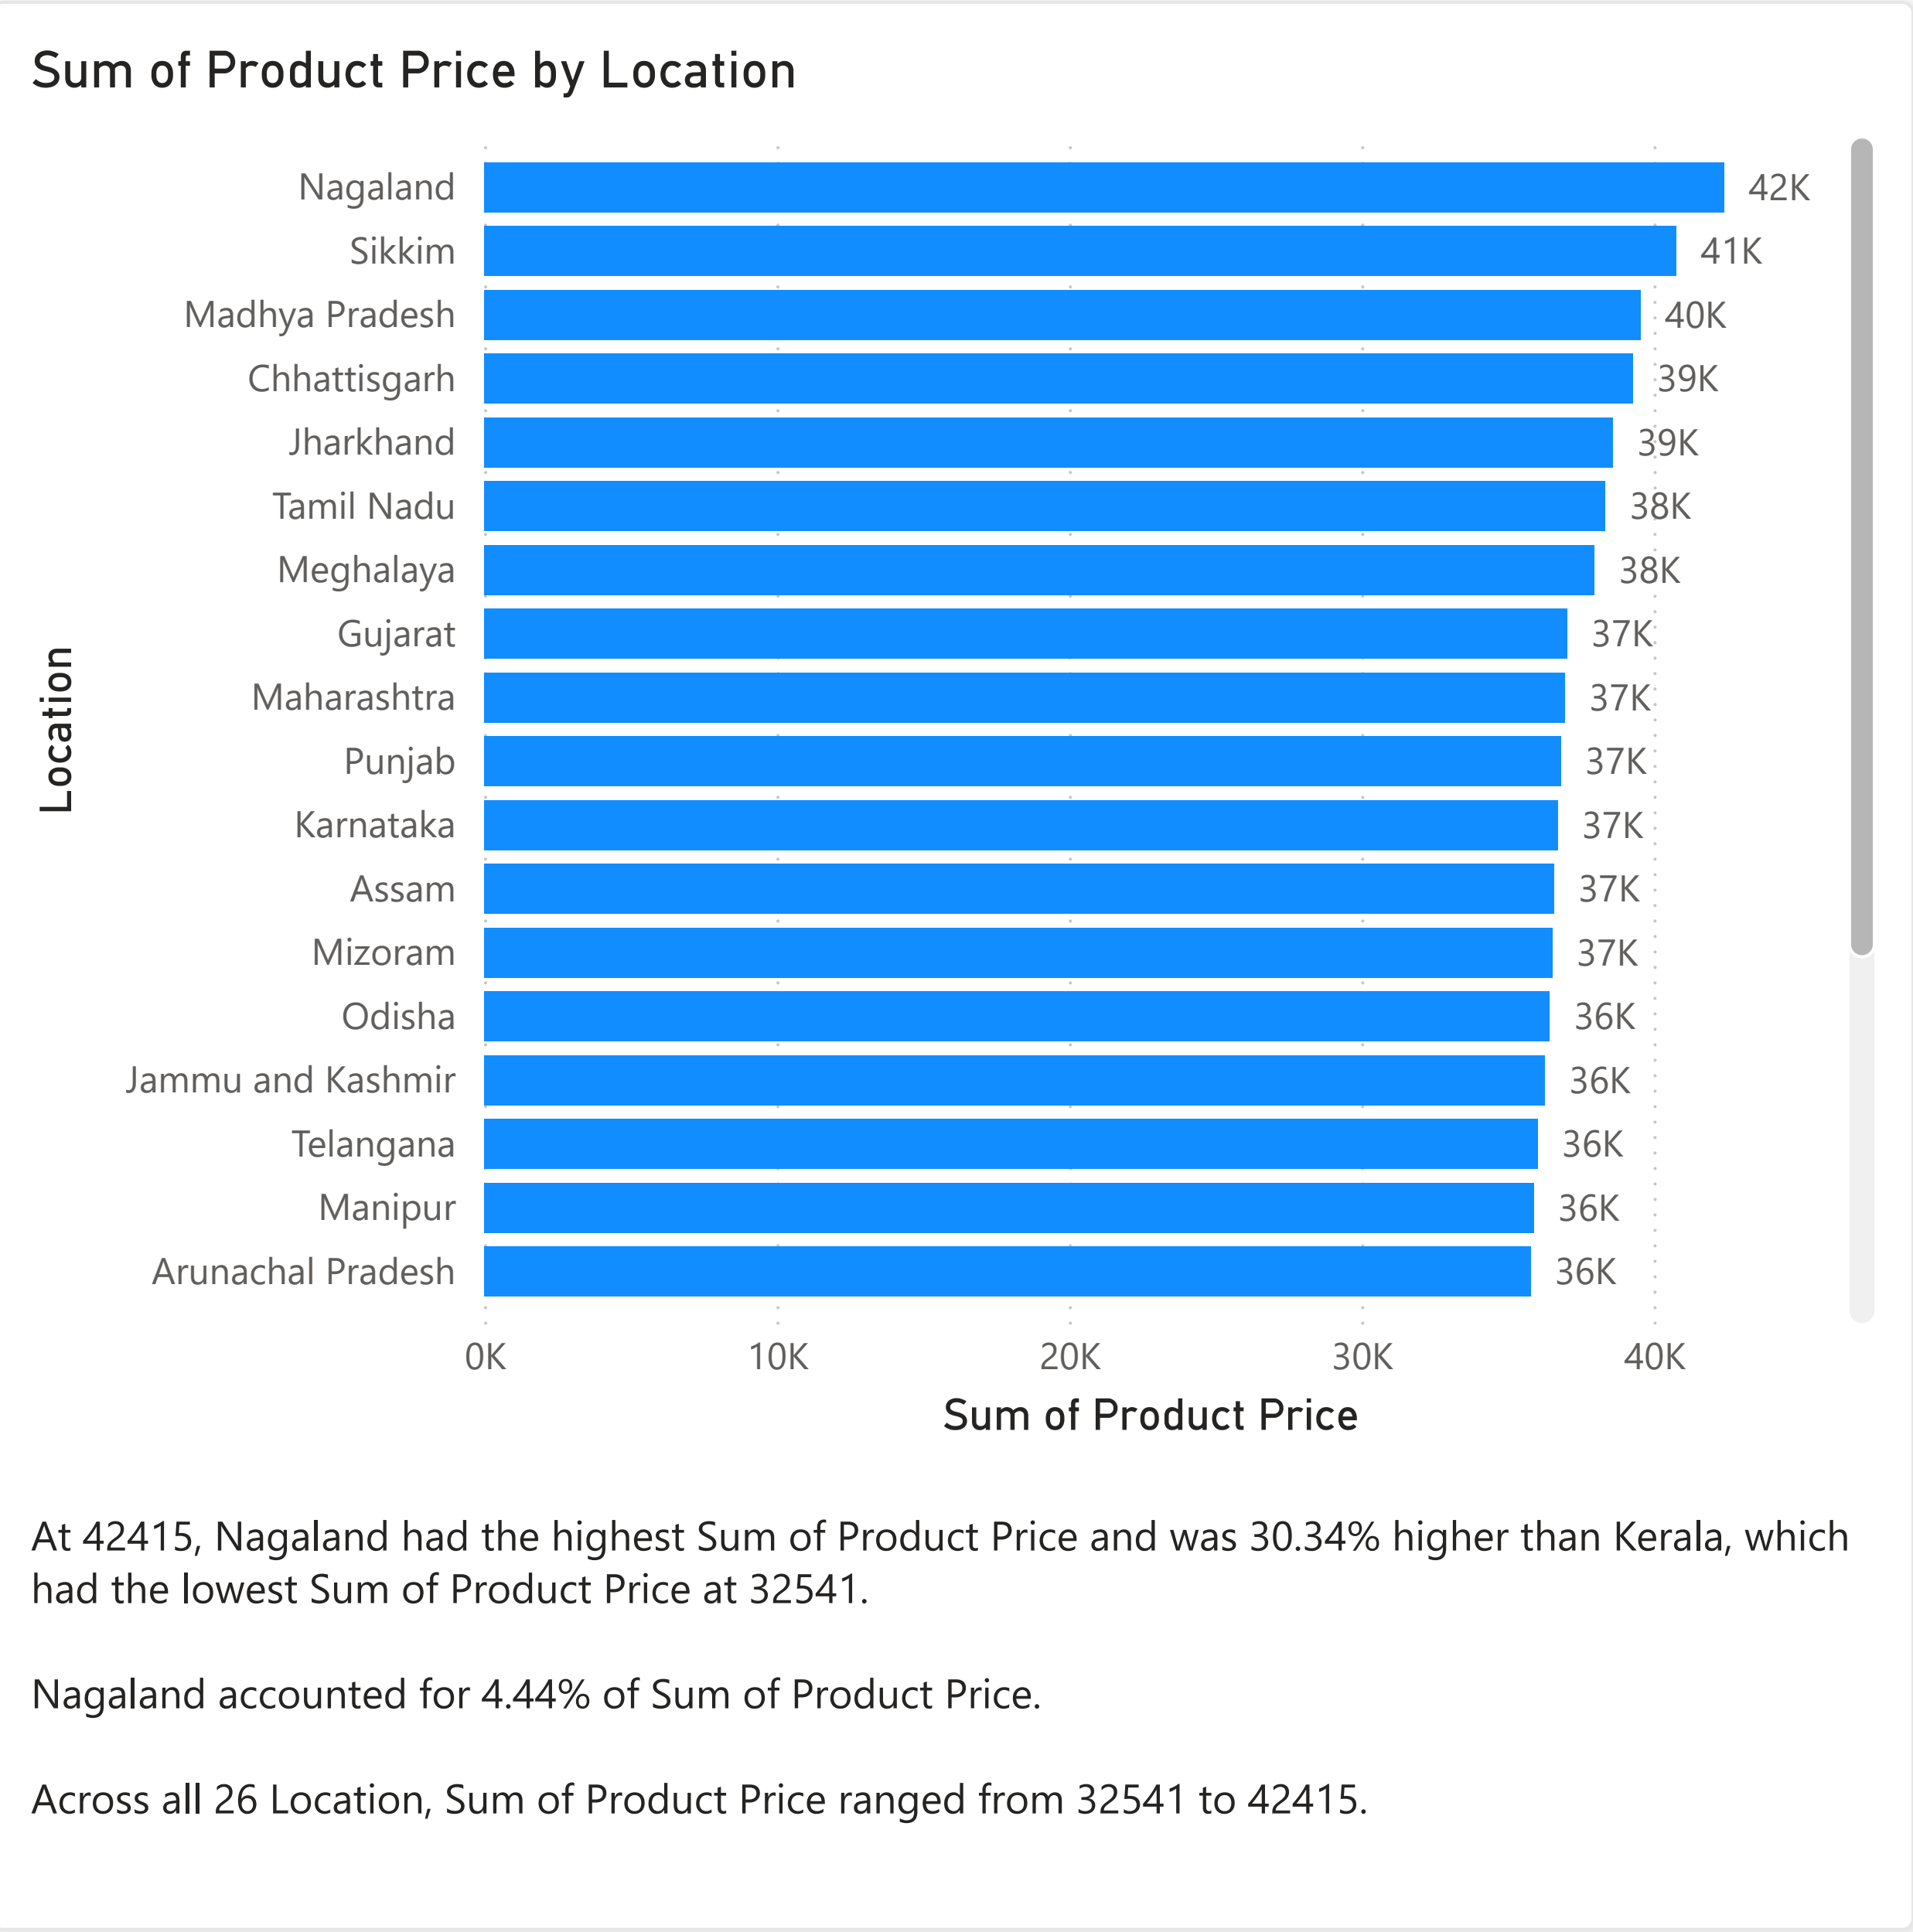 Sum of Product Price by Location
Nagaland 42K
Sikkim 41K
Madhya Pradesh 40K
Chhattisgarh 39K
Jharkhand 39K
Tamil Nadu 38K
Meghalaya 38K
Gujarat 37K
Maharashtra 37K
Punjab 37K
Karnataka 37K
Assam 37K
Mizoram 37K
Odisha 36K
Jammu and Kashmir 36K
Telangana 36K
Manipur 36K
Arunachal Pradesh 36K
Location
0K 10K 20K 30K 40K
Sum of Product Price
At 42415, Nagaland had the highest Sum of Product Price and was 30.34% higher than Kerala, which
had the lowest Sum of Product Price at 32541.
Nagaland accounted for 4.44% of Sum of Product Price.
Across all 26 Location, Sum of Product Price ranged from 32541 to 42415.